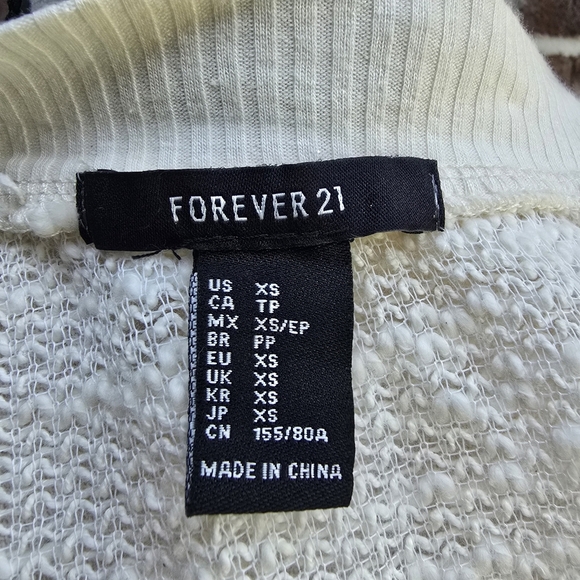 FOREVER 21
US XS
CA TP
MX XS/EP
BR PP
EU XS
UK XS
KR XS
JP XS
CN 155/80A
MADE IN CHINA